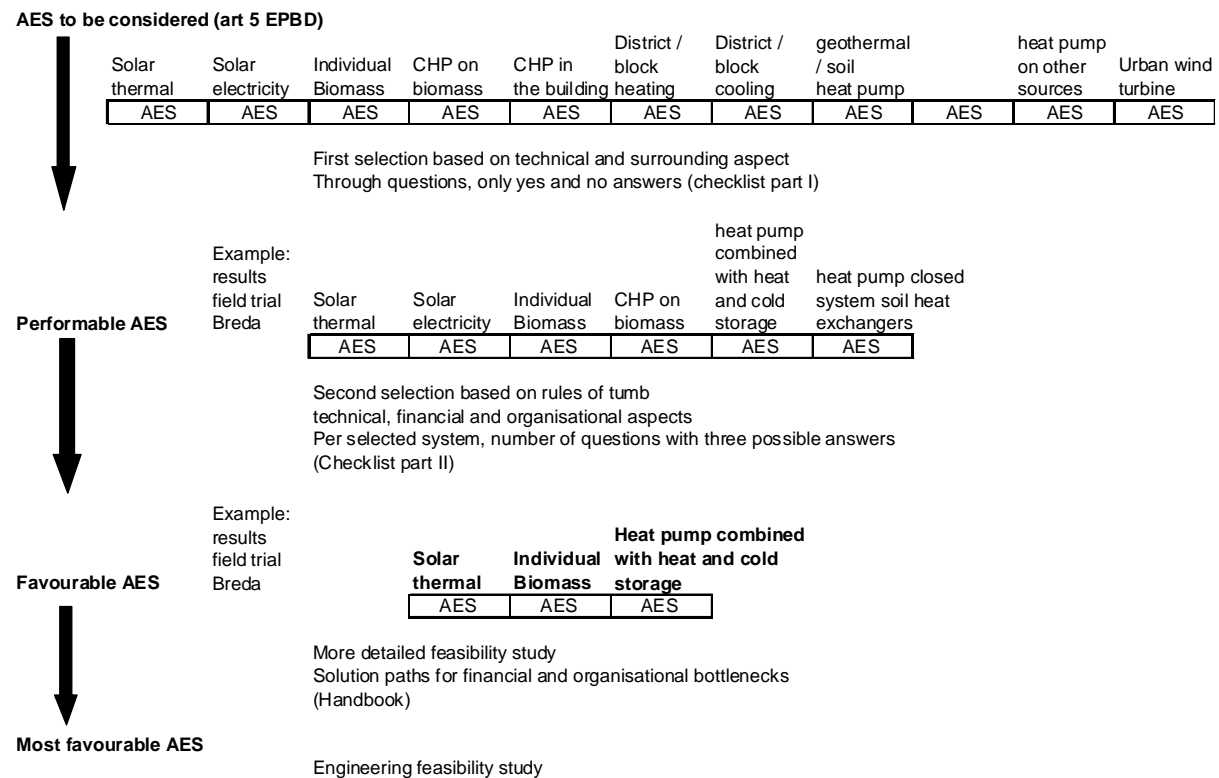 AES to be considered (art 5 EPBD)
Solar thermal
Solar electricity
Individual Biomass
CHP on biomass
CHP in the building
District / block heating
District / block cooling
geothermal / soil heat pump
heat pump on other sources
Urban wind turbine
AES AES AES AES AES AES AES AES AES AES AES
First selection based on technical and surrounding aspect
Through questions, only yes and no answers (checklist part I)
Performable AES
Example: results field trial Breda
Solar thermal
Solar electricity
Individual Biomass
CHP on biomass
heat pump combined with heat and cold storage
heat pump closed system soil heat exchangers
AES AES AES AES AES AES
Second selection based on rules of tumb
technical, financial and organisational aspects
Per selected system, number of questions with three possible answers
(Checklist part II)
Favourable AES
Example: results field trial Breda
Solar thermal
Individual Biomass
Heat pump combined with heat and cold storage
AES AES AES
More detailed feasibility study
Solution paths for financial and organisational bottlenecks
(Handbook)
Most favourable AES
Engineering feasibility study